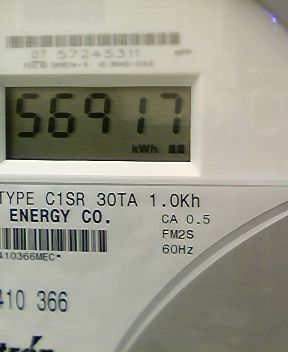 07 57245311
56917
kWh
TYPE C1SR 30TA 1.0Kh
ENERGY CO.
CA 0.5
FM2S
60Hz
410366MEC*
410 366